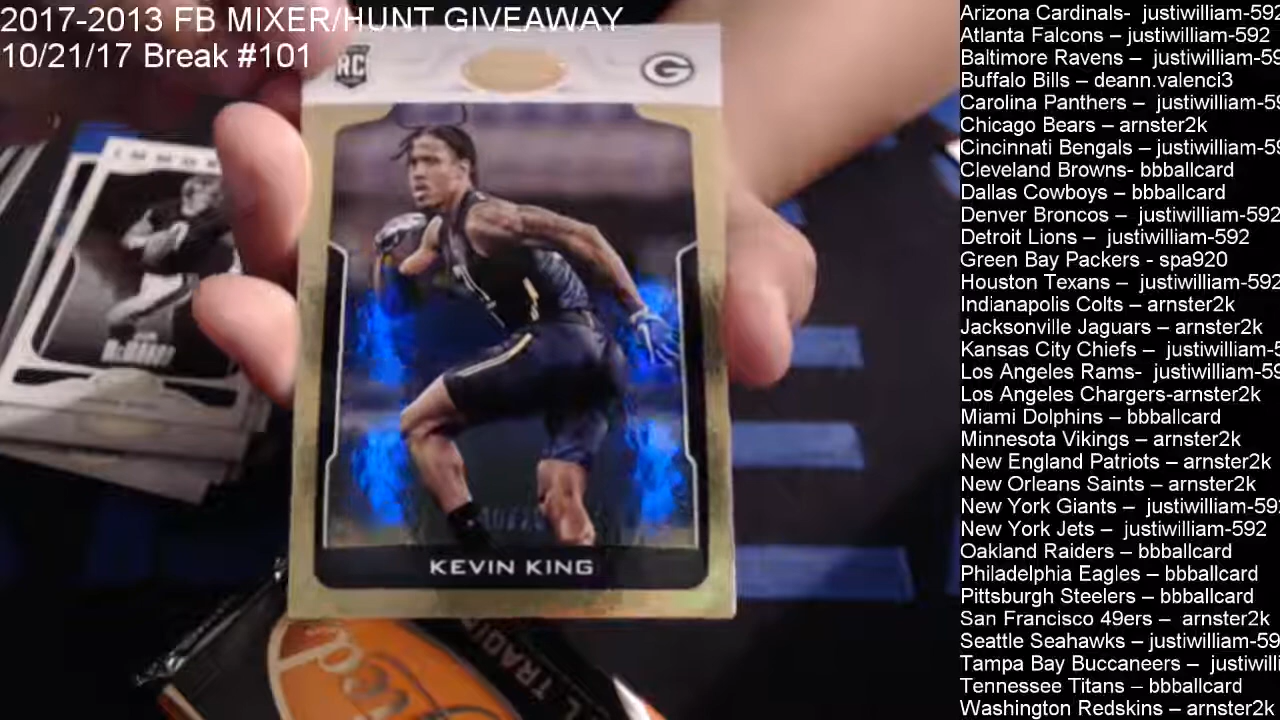 2017-2013 FB MIXER/HUNT GIVEAWAY
10/21/17 Break #101
RC
G
KEVIN KING
McMAHON
Arizona Cardinals- justiwilliam-592
Atlanta Falcons – justiwilliam-592
Baltimore Ravens – justiwilliam-59
Buffalo Bills – deann.valenci3
Carolina Panthers – justiwilliam-59
Chicago Bears – arnster2k
Cincinnati Bengals – justiwilliam-59
Cleveland Browns- bbballcard
Dallas Cowboys – bbballcard
Denver Broncos – justiwilliam-592
Detroit Lions – justiwilliam-592
Green Bay Packers - spa920
Houston Texans – justiwilliam-592
Indianapolis Colts – arnster2k
Jacksonville Jaguars – arnster2k
Kansas City Chiefs – justiwilliam-5
Los Angeles Rams- justiwilliam-59
Los Angeles Chargers-arnster2k
Miami Dolphins – bbballcard
Minnesota Vikings – arnster2k
New England Patriots – arnster2k
New Orleans Saints – arnster2k
New York Giants – justiwilliam-592
New York Jets – justiwilliam-592
Oakland Raiders – bbballcard
Philadelphia Eagles – bbballcard
Pittsburgh Steelers – bbballcard
San Francisco 49ers – arnster2k
Seattle Seahawks – justiwilliam-59
Tampa Bay Buccaneers – justiwilli
Tennessee Titans – bbballcard
Washington Redskins – arnster2k